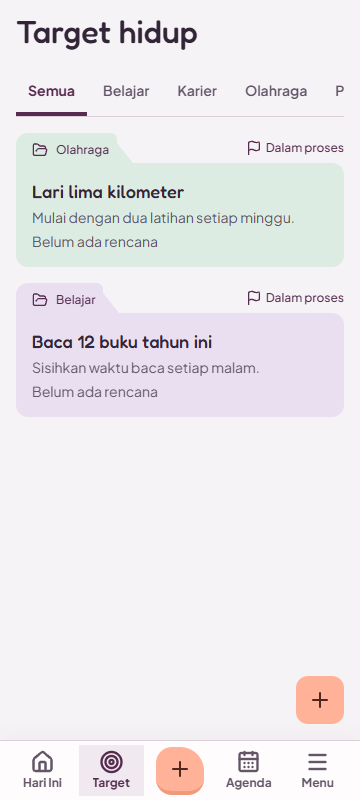 Target hidup
Semua Belajar Karier Olahraga P
Olahraga Dalam proses
Lari lima kilometer
Mulai dengan dua latihan setiap minggu.
Belum ada rencana
Belajar Dalam proses
Baca 12 buku tahun ini
Sisihkan waktu baca setiap malam.
Belum ada rencana
Hari Ini Target Agenda Menu